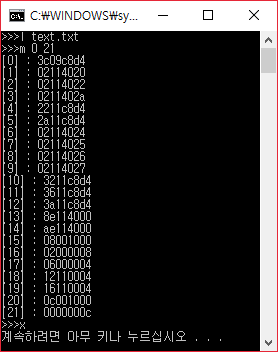 C:₩WINDOWS₩sy...
>>>l text.txt
>>>m 0 21
[0] : 3c09c8d4
[1] : 02114020
[2] : 02114022
[3] : 0211402a
[4] : 2211c8d4
[5] : 2a11c8d4
[6] : 02114024
[7] : 02114025
[8] : 02114026
[9] : 02114027
[10] : 3211c8d4
[11] : 3611c8d4
[12] : 3a11c8d4
[13] : 8e114000
[14] : ae114000
[15] : 08001000
[16] : 02000008
[17] : 06000004
[18] : 12110004
[19] : 16110004
[20] : 0c001000
[21] : 0000000c
>>>x
계속하려면 아무 키나 누르십시오 . . .